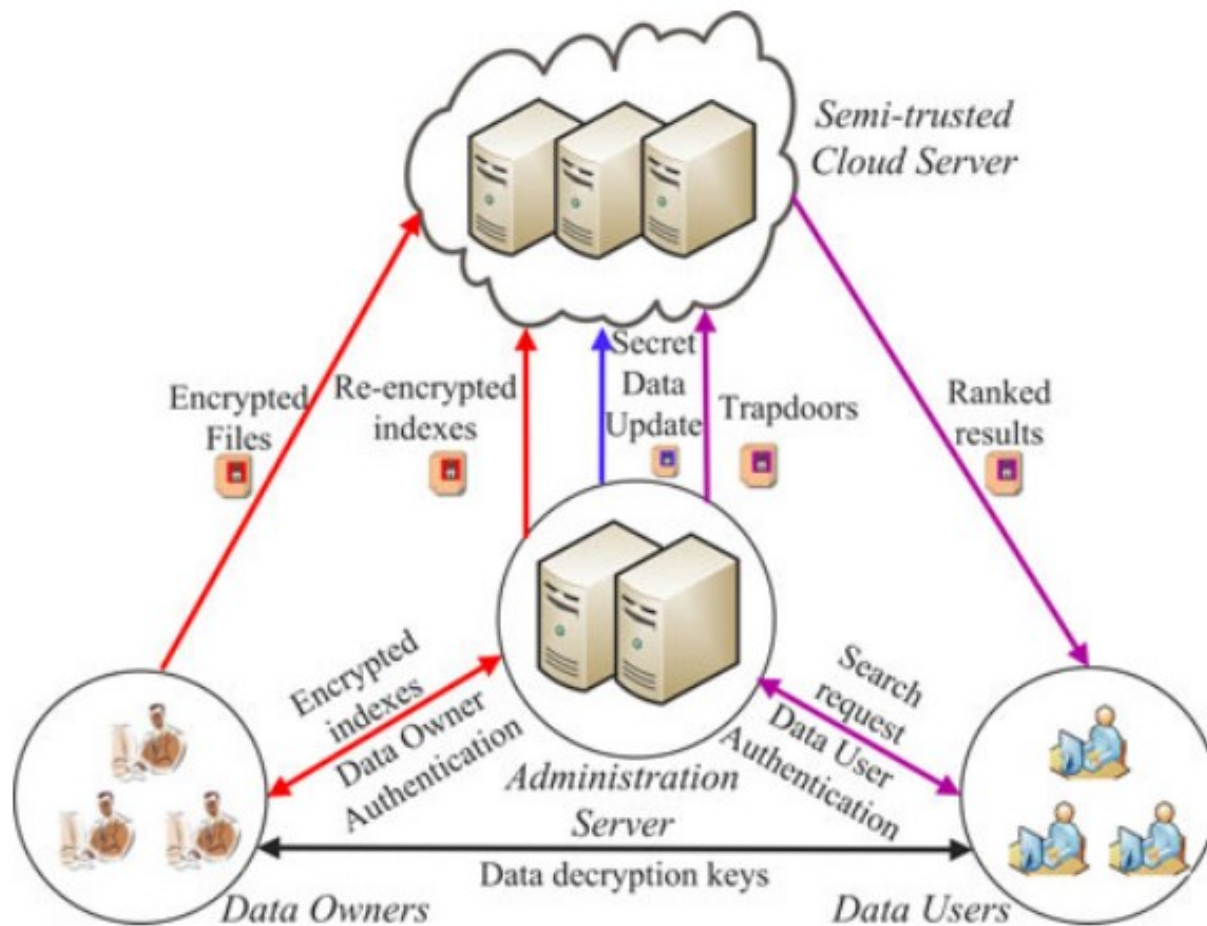 Semi-trusted
Cloud Server
Encrypted
Files
Re-encrypted
indexes
Secret
Data
Update
Trapdoors
Ranked
results
Encrypted
indexes
Data Owner
Authentication
Search
request
Data User
Authentication
Administration
Server
Data decryption keys
Data Owners
Data Users